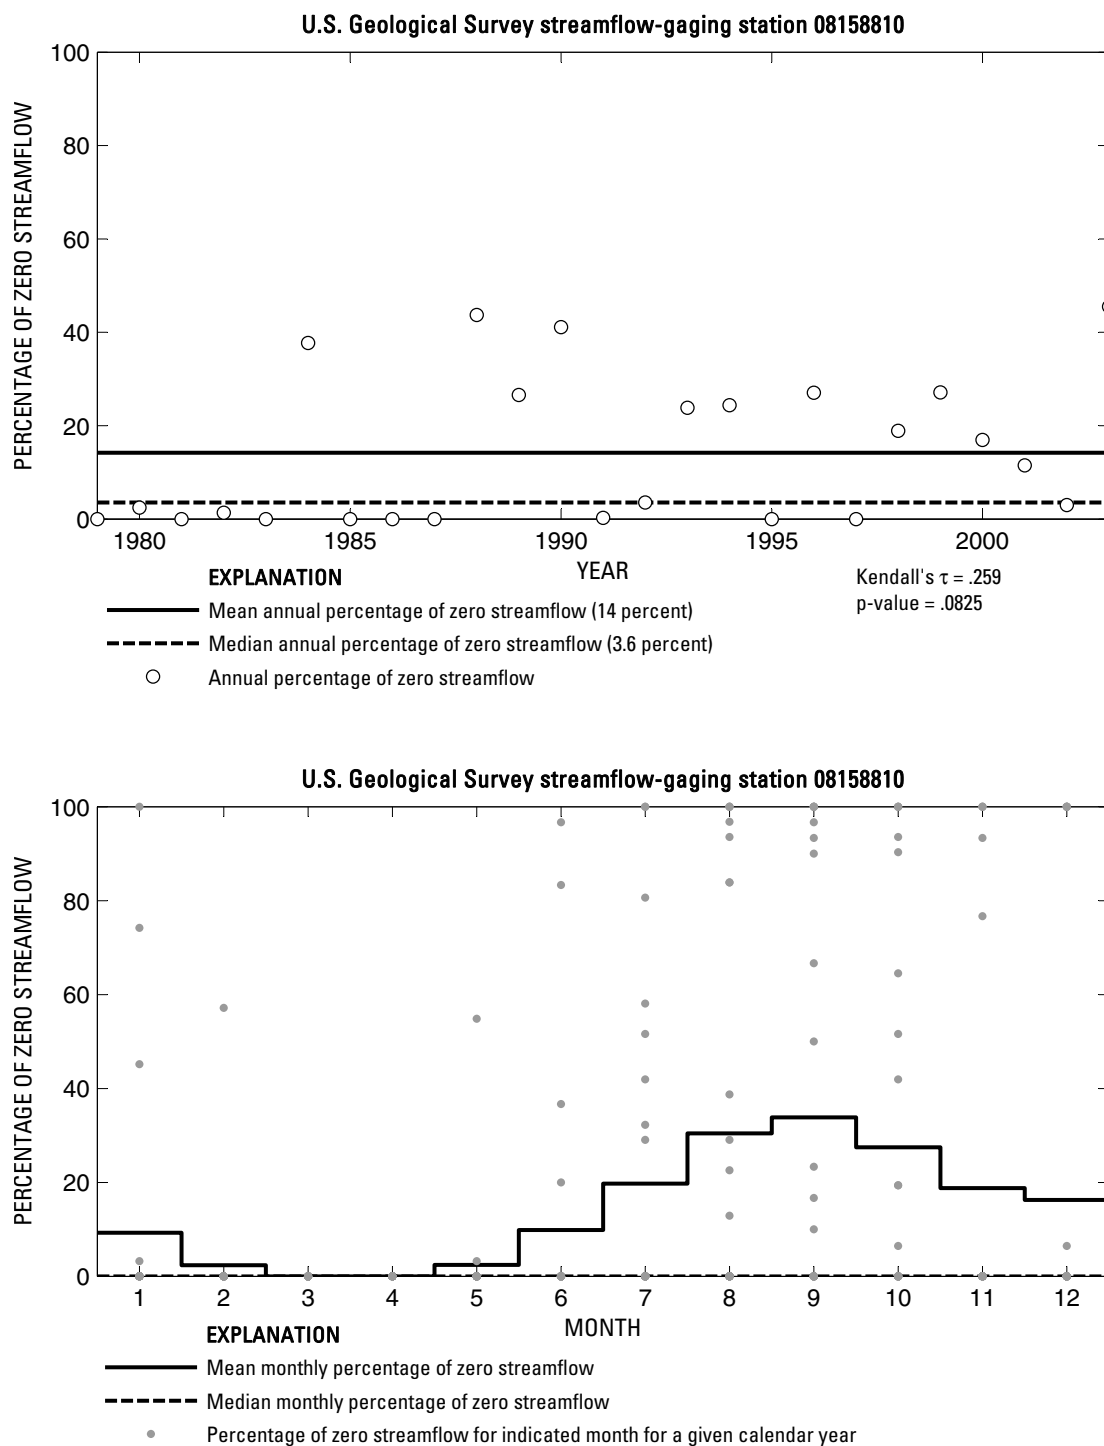 U.S. Geological Survey streamflow-gaging station 08158810
PERCENTAGE OF ZERO STREAMFLOW
100
80
60
40
20
0
1980 1985 1990 1995 2000
YEAR
Kendall's τ = .259
p-value = .0825
EXPLANATION
Mean annual percentage of zero streamflow (14 percent)
Median annual percentage of zero streamflow (3.6 percent)
Annual percentage of zero streamflow
U.S. Geological Survey streamflow-gaging station 08158810
PERCENTAGE OF ZERO STREAMFLOW
100
80
60
40
20
0
1 2 3 4 5 6 7 8 9 10 11 12
MONTH
EXPLANATION
Mean monthly percentage of zero streamflow
Median monthly percentage of zero streamflow
Percentage of zero streamflow for indicated month for a given calendar year